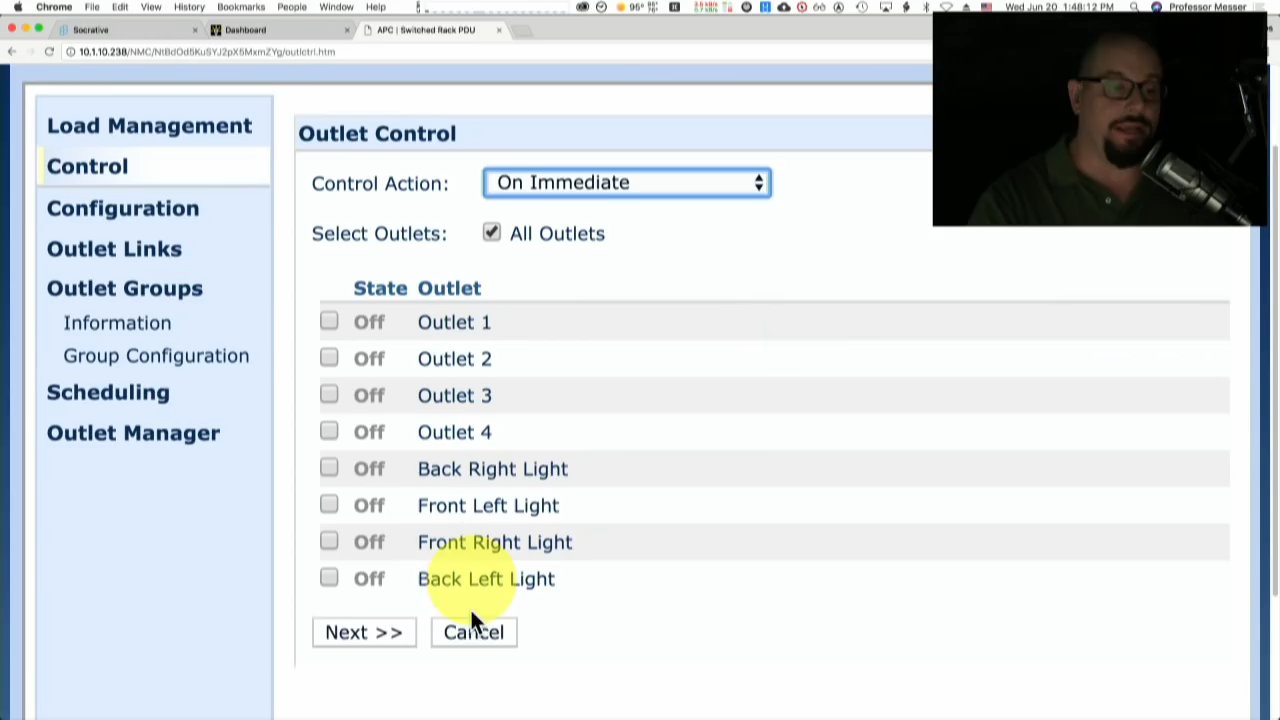 Chrome File Edit View History Bookmarks People Window Help 95° Wed Jun 20 1:48:12 PM Professor Messer
Socrative Dashboard APC | Switched Rack PDU
Load Management
Control
Configuration
Outlet Links
Outlet Groups
Information
Group Configuration
Scheduling
Outlet Manager
Outlet Control
Control Action: On Immediate
Select Outlets: All Outlets
State Outlet
Off Outlet 1
Off Outlet 2
Off Outlet 3
Off Outlet 4
Off Back Right Light
Off Front Left Light
Off Front Right Light
Off Back Left Light
Next >> Cancel